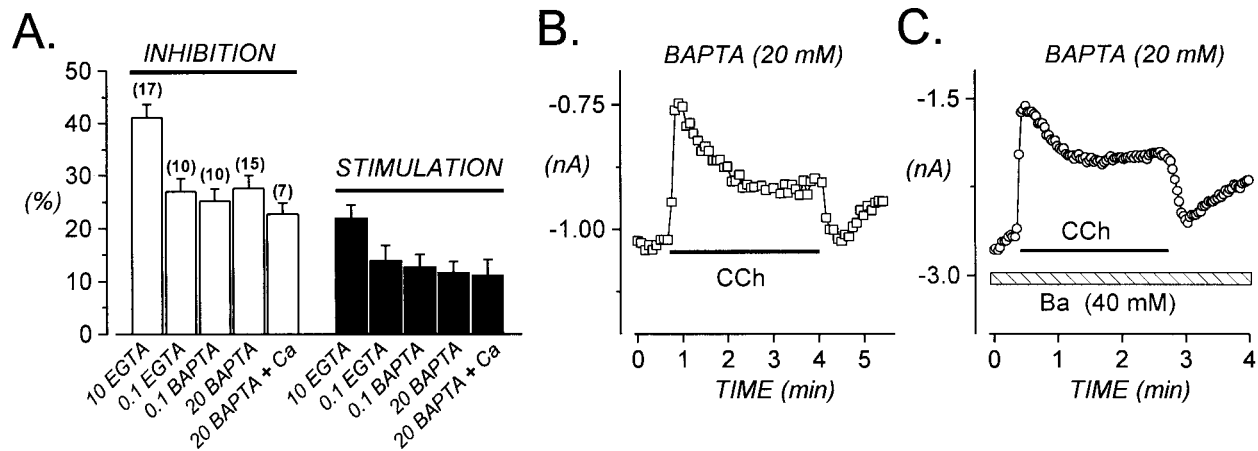 A.
INHIBITION
50
40
30
20
10
0
(%)
(17)
(10)
(10)
(15)
(7)
STIMULATION
10 EGTA
0.1 EGTA
0.1 BAPTA
20 BAPTA
20 BAPTA + Ca
10 EGTA
0.1 EGTA
0.1 BAPTA
20 BAPTA
20 BAPTA + Ca
B.
BAPTA (20 mM)
-0.75
(nA)
-1.00
CCh
0 1 2 3 4 5
TIME (min)
C.
BAPTA (20 mM)
-1.5
(nA)
-3.0
CCh
Ba (40 mM)
0 1 2 3 4
TIME (min)